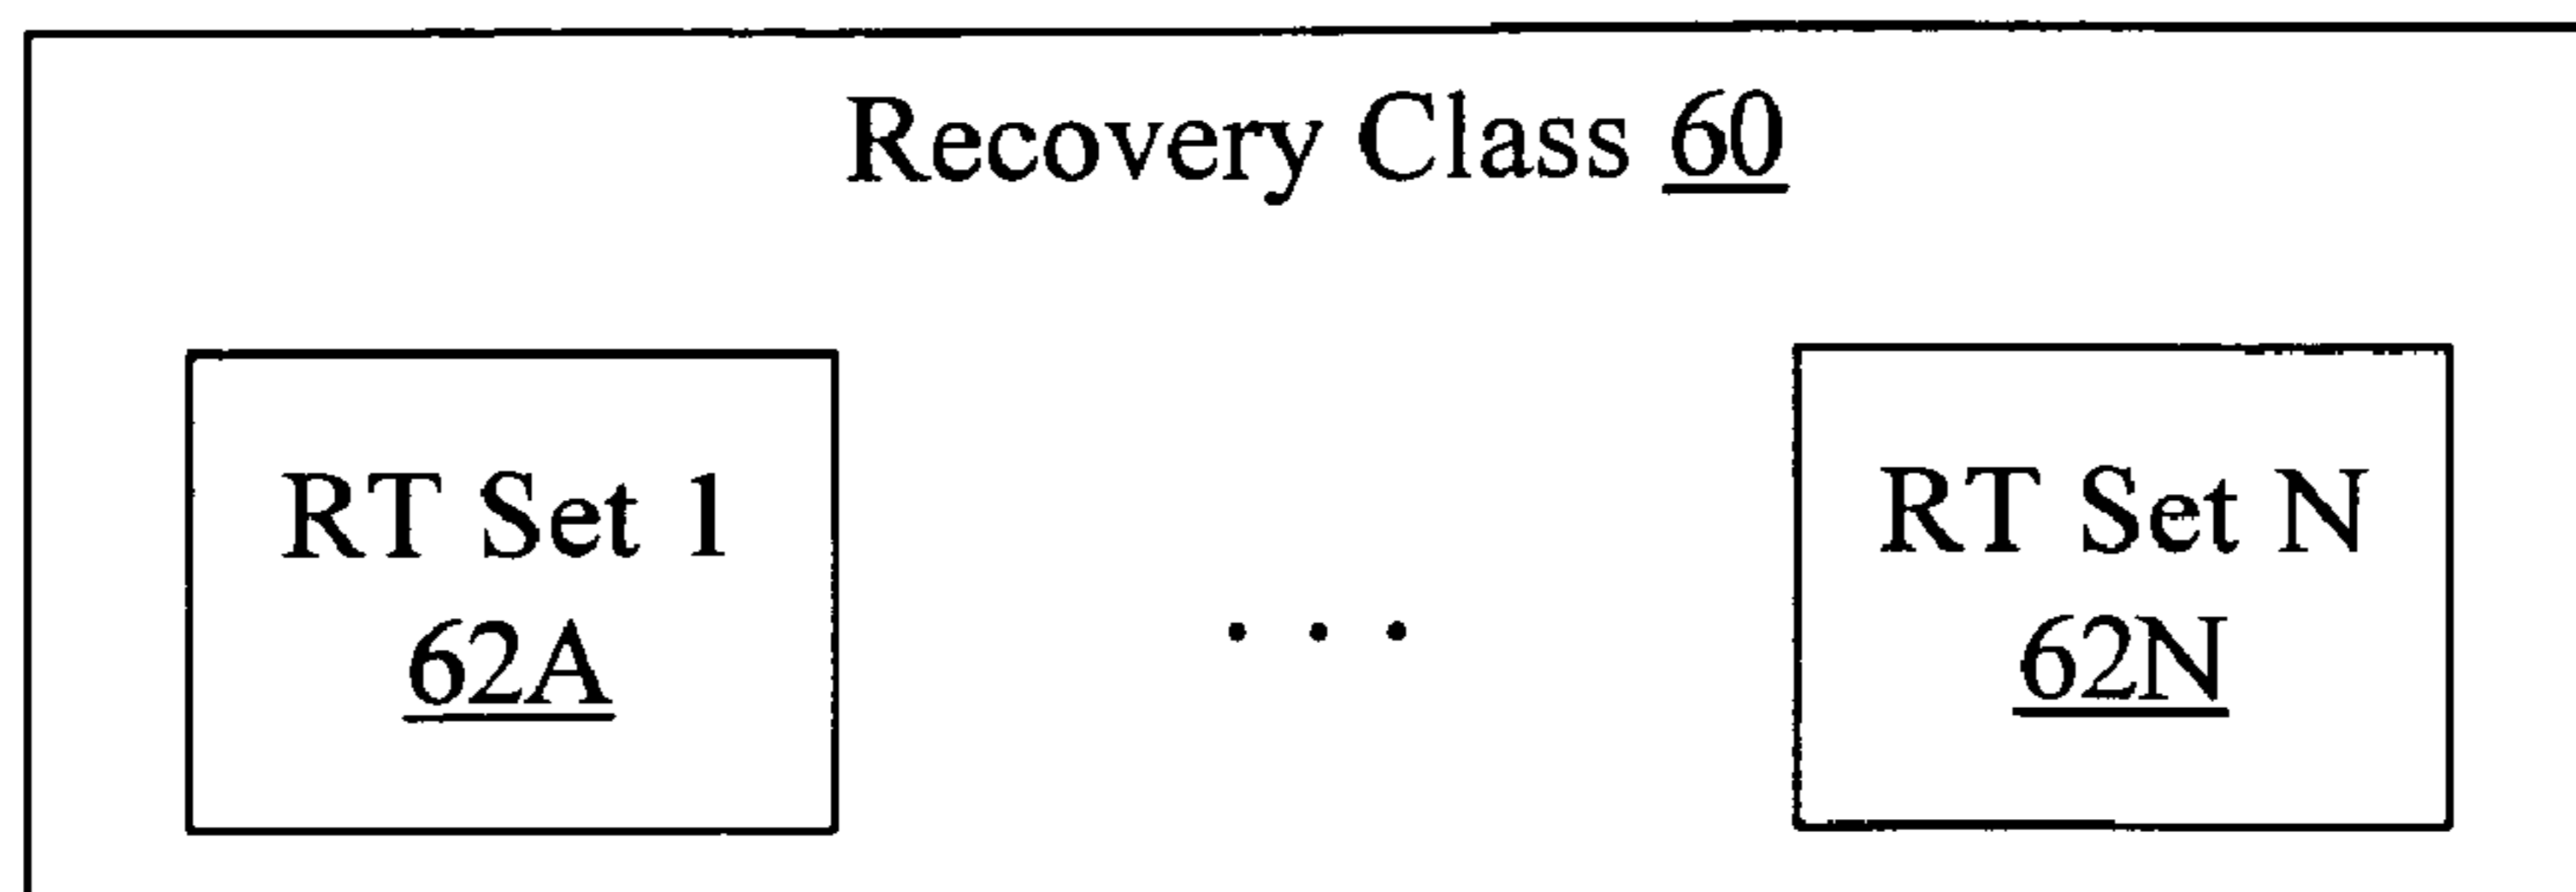 Recovery Class 60
RT Set 1
62A
. . .
RT Set N
62N